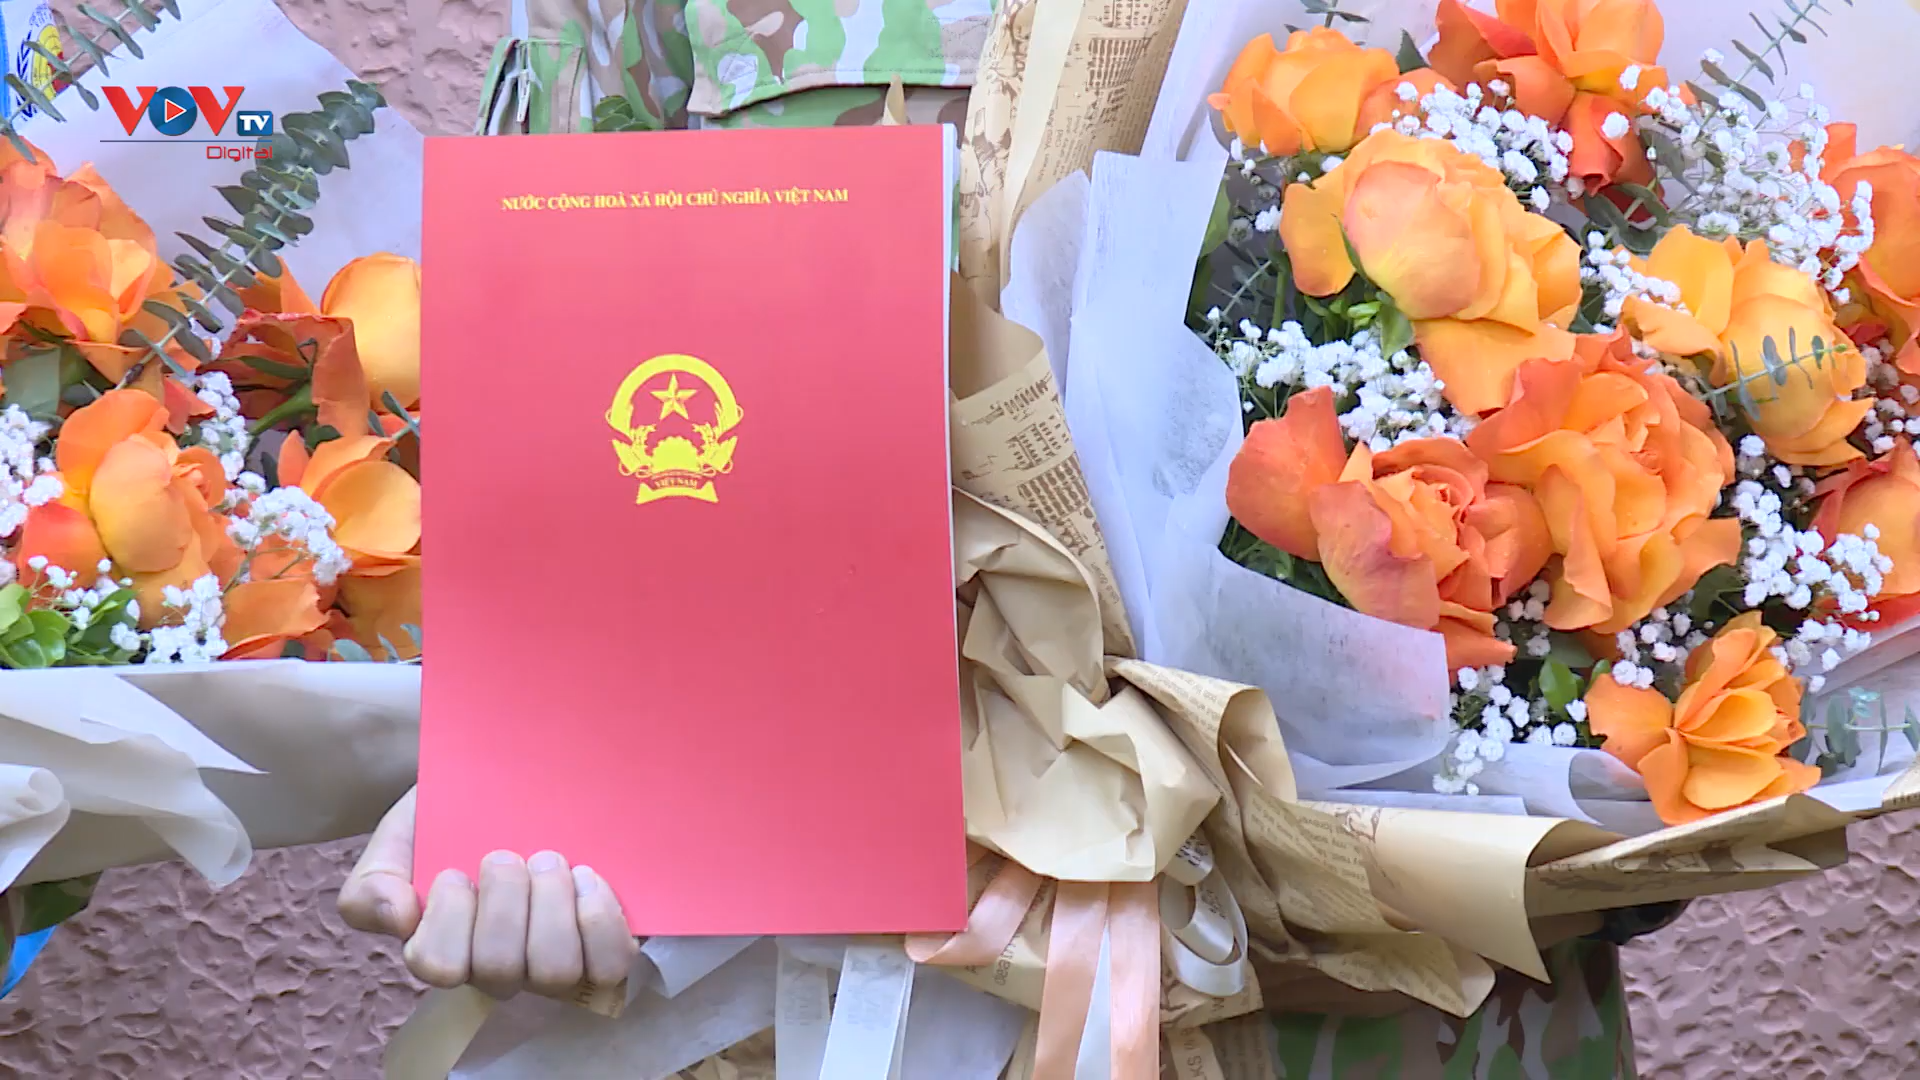 VOV TV
Digital
NƯỚC CỘNG HOÀ XÃ HỘI CHỦ NGHĨA VIỆT NAM
VIỆT NAM